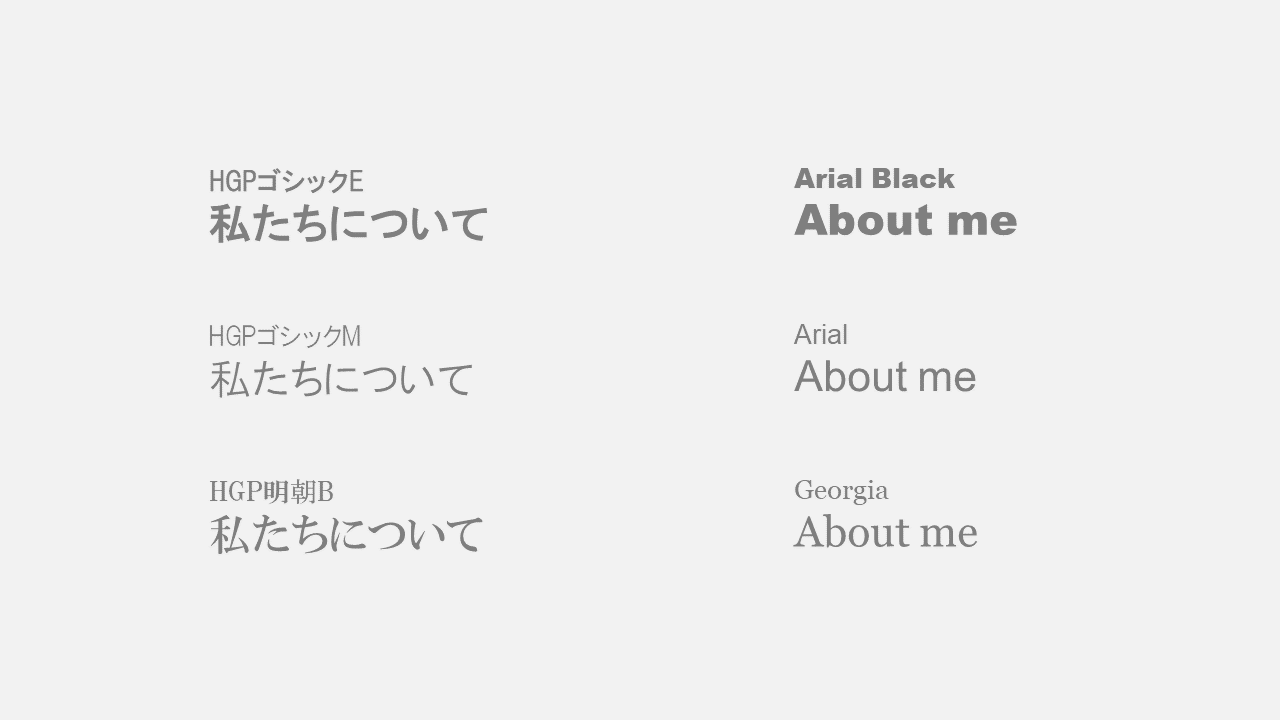 HGPゴシックE
私たちについて
Arial Black
About me
HGPゴシックM
私たちについて
Arial
About me
HGP明朝B
私たちについて
Georgia
About me